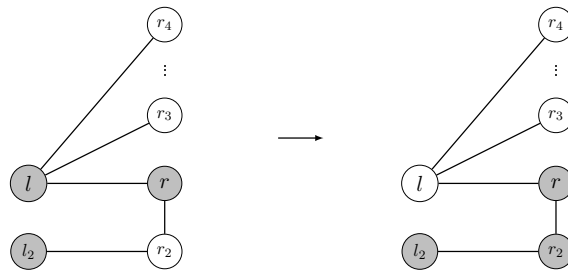 r₄ r₄
⋮ ⋮
r₃ r₃
l r l r
l₂ r₂ l₂ r₂